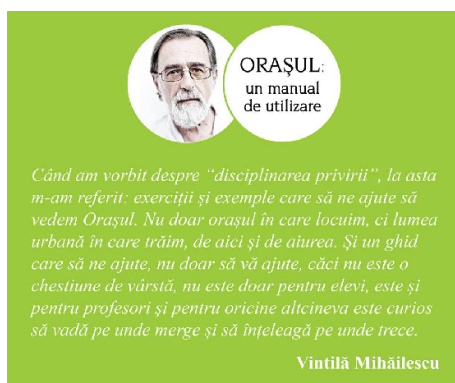 ORAŞUL:
un manual
de utilizare
Când am vorbit despre “disciplinarea privirii”, la asta
m-am referit: exerciții și exemple care să ne ajute să
vedem Orașul. Nu doar orașul în care locuim, ci lumea
urbană în care trăim, de aici și de aiurea. Și un ghid
care să ne ajute, nu doar să vă ajute, căci nu este o
chestiune de vârstă, nu este doar pentru elevi, este și
pentru profesori și pentru oricine altcineva este curios
să vadă pe unde merge și să înțeleagă pe unde trece.
Vintilă Mihăilescu